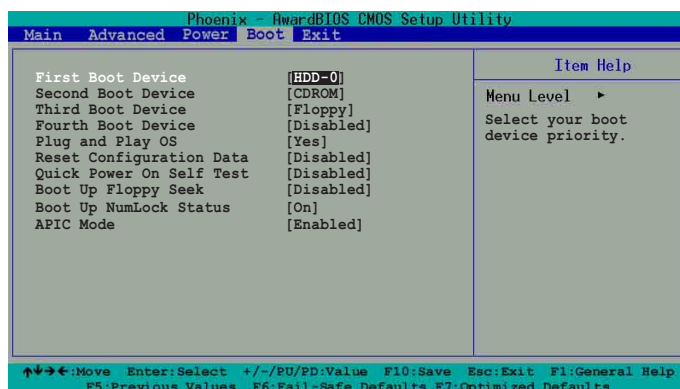 Phoenix - AwardBIOS CMOS Setup Utility
Main Advanced Power Boot Exit
First Boot Device [HDD-0]
Second Boot Device [CDROM]
Third Boot Device [Floppy]
Fourth Boot Device [Disabled]
Plug and Play OS [Yes]
Reset Configuration Data [Disabled]
Quick Power On Self Test [Disabled]
Boot Up Floppy Seek [Disabled]
Boot Up NumLock Status [On]
APIC Mode [Enabled]
Item Help
Menu Level ►
Select your boot
device priority.
↑↓→←:Move Enter:Select +/-/PU/PD:Value F10:Save Esc:Exit F1:General Help
F5:Previous Values F6:Fail-Safe Defaults F7:Optimized Defaults